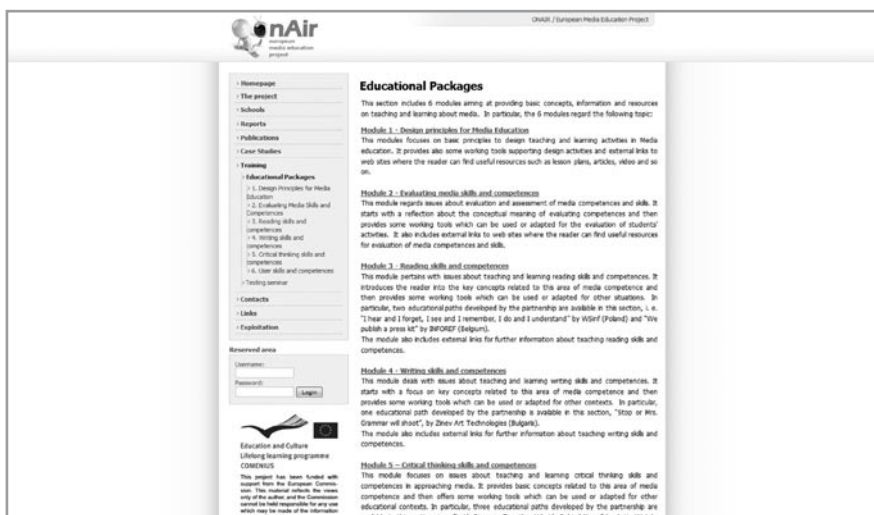 onAir
european
media education
project
ONAIR / European Media Education Project
› Homepage
› The project
› Schools
› Reports
› Publications
› Case Studies
› Training
› Educational Packages
› 1. Design Principles for Media
Education
› 2. Evaluating Media Skills and
Competences
› 3. Reading skills and
competences
› 4. Writing skills and
competences
› 5. Critical thinking skills and
competences
› 6. User skills and competences
› Testing seminar
› Contacts
› Links
› Exploitation
Reserved area
Username:
Password:
Login
Education and Culture
Lifelong learning programme
COMENIUS
This project has been funded with
support from the European Commis-
sion. This material reflects the views
only of the author, and the Commission
cannot be held responsible for any use
which may be made of the information
Educational Packages
This section includes 6 modules aming at providing basic concepts, information and resources
on teaching and learning about media. In particular, the 6 modules regard the following topic:
Module 1 - Design principles for Media Education
This modules focuses on basic principles to design teaching and learning activities in Media
education. It provides also some working tools supporting design activities and external links to
web sites where the reader can find useful resources such as lesson plans, articles, video and so
on.
Module 2 - Evaluating media skills and competences
This module regards issues about evaluation and assessment of media competences and skills. It
starts with a reflection about the conceptual meaning of evaluating competences and then
provides some working tools which can be used or adapted for the evaluation of students'
activities. It also includes external links to web sites where the reader can find useful resources
for evaluation of media competences and skills.
Module 3 - Reading skills and competences
This module pertains with issues about teaching and learning reading skills and competences. It
introduces the reader into the key concepts related to this area of media competence and
then provides some working tools which can be used or adapted for other situations. In
particular, two educational paths developed by the partnership are available in this section, i. e.
"I hear and I forget, I see and I remember, I do and I understand" by WSinf (Poland) and "We
publish a press kit" by INFOREF (Belgium).
The module also includes external links for further information about teaching reading skills and
competences.
Module 4 - Writing skills and competences
This module deals with issues about teaching and learning writing skills and competences. It
starts with a focus on key concepts related to this area of media competence and then
provides some working tools which can be used or adapted for other contexts. In particular,
one educational path developed by the partnership is available in this section, "Stop or Mrs.
Grammar will shoot", by Zinev Art Technologies (Bulgaria).
The module also includes external links for further information about teaching writing skills and
competences.
Module 5 – Critical thinking skills and competences
This module focuses on issues about teaching and learning critical thinking skills and
competences in approaching media. It provides basic concepts related to this area of media
competence and then offers some working tools which can be used or adapted for other
educational contexts. In particular, three educational paths developed by the partnership are